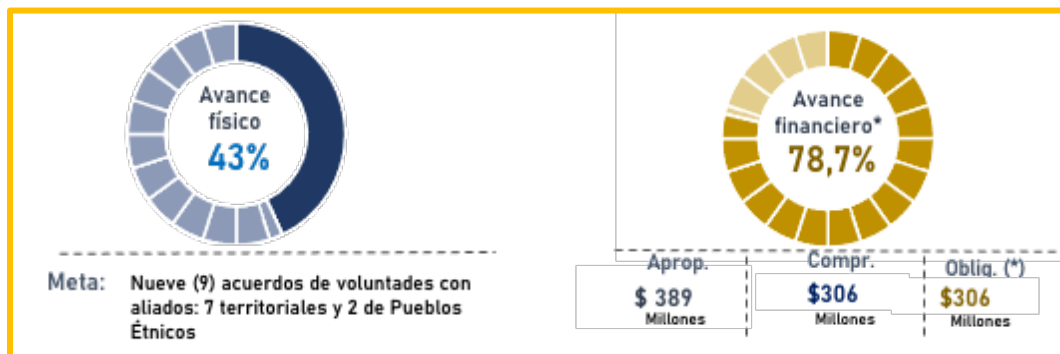 Avance
físico
43%
Meta: Nueve (9) acuerdos de voluntades con
aliados: 7 territoriales y 2 de Pueblos
Étnicos
Avance
financiero*
78,7%
Aprop. Compr. Oblig. (*)
$ 389 $306 $306
Millones Millones Millones